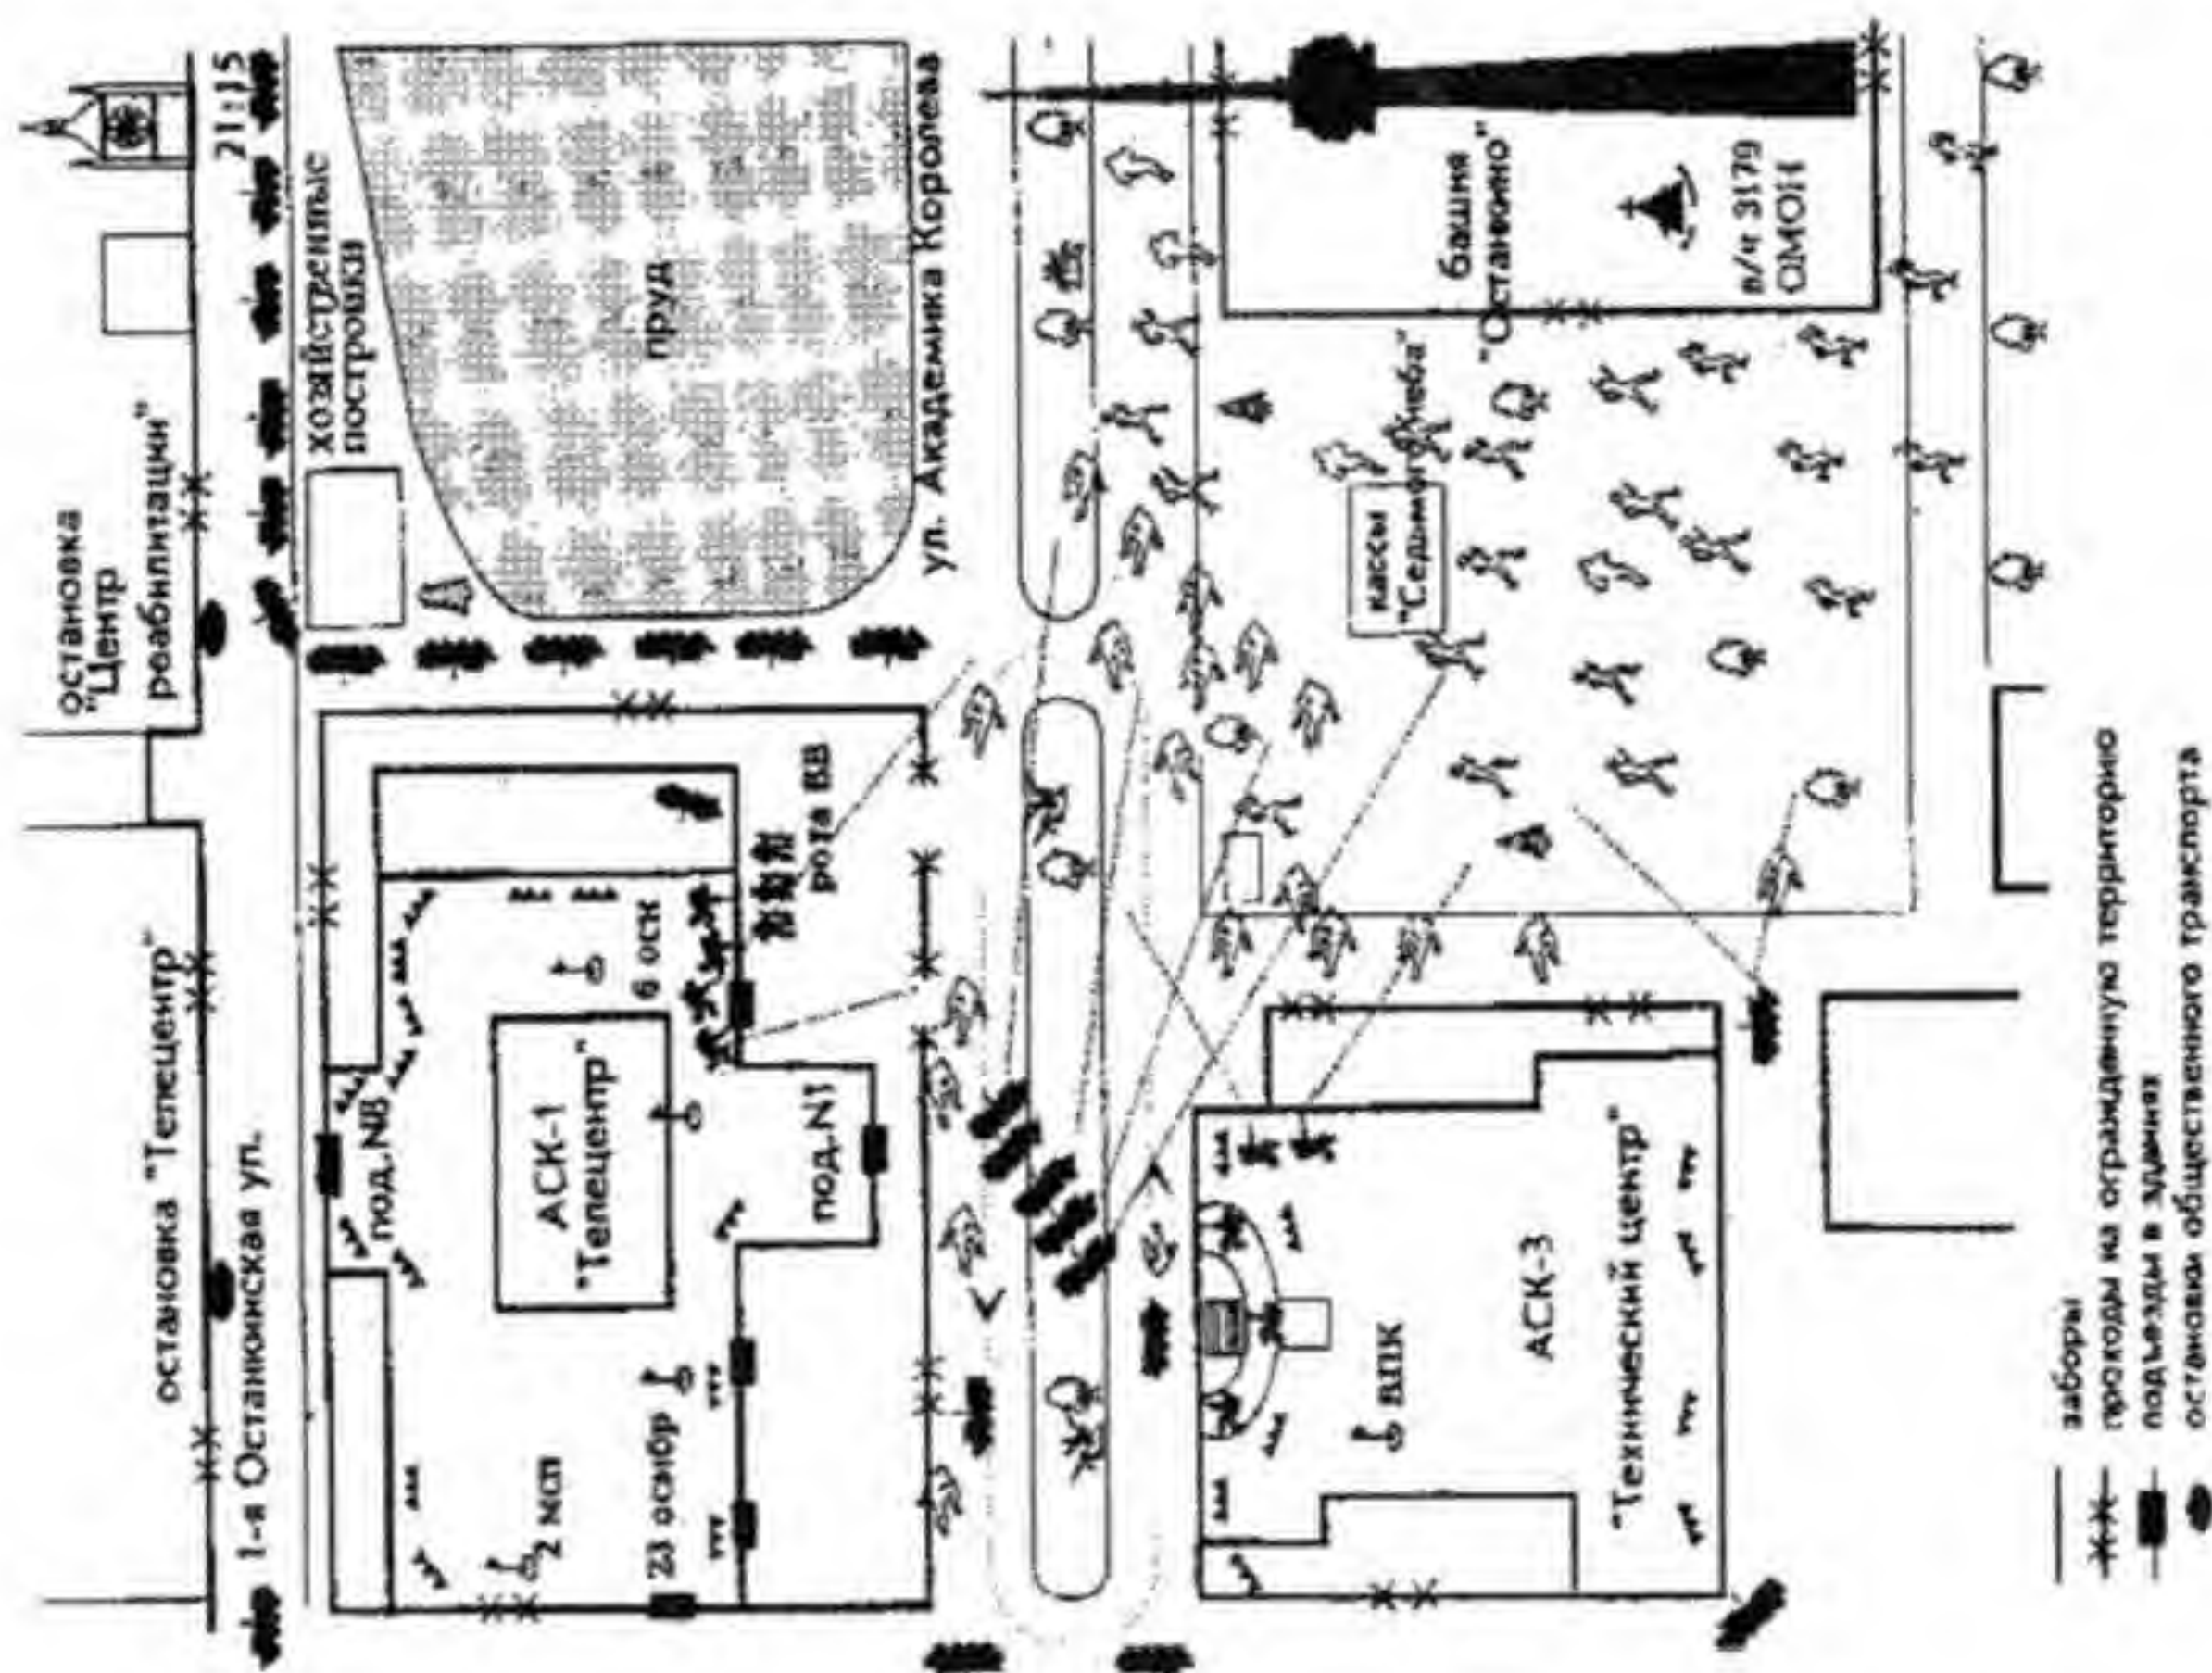 остановка "Телецентр"
остановка
"Центр
реабилитации"
21:15
1-я Останкинская ул.
хозяйственные
постройки
пруд
под.N8
АСК-1
"Телецентр"
6 осн
рота ВВ
2 мсп
23 осибр
под.N1
ул. Академика Королева
ВПК
АСК-3
"Технический центр"
кассы
"Седьмого неба"
башня
"Останкино"
в/ч 3179
ОМОН
заборы
проходы на огражденную территорию
подъезды в здания
остановки общественного транспорта